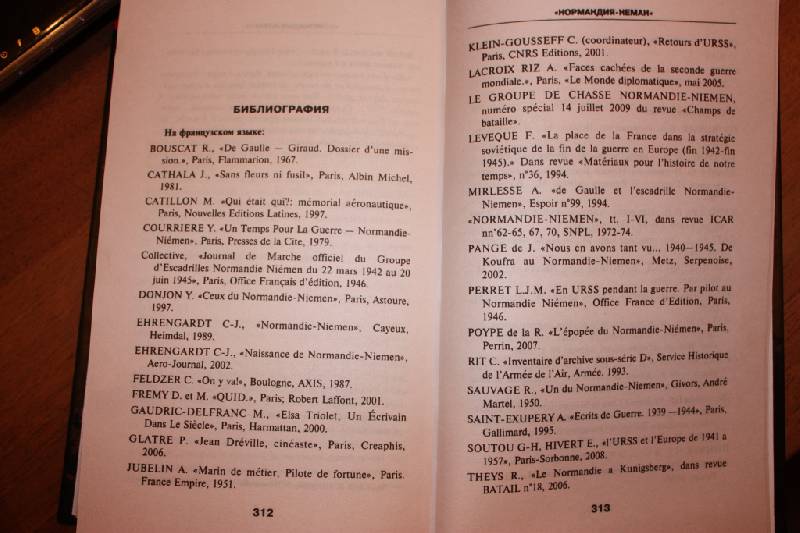 БИБЛИОГРАФИЯ
На французском языке:
BOUSCAT R., «De Gaulle — Giraud. Dossier d'une mis-
sion.», Paris, Flammarion, 1967.
CATHALA J., «Sans fleurs ni fusil», Paris, Albin Michel,
1981.
CATILLON M. «Qui était qui?: mémorial aéronautique»,
Paris, Nouvelles Editions Latines, 1997.
COURRIERE Y. «Un Temps Pour La Guerre — Normandie-
Niémen», Paris, Presses de la Cite, 1979.
Collective, «Journal de Marche officiel du Groupe
d'Escadrilles Normandie Niémen du 22 mars 1942 au 20
juin 1945», Paris, Office Français d'édition, 1946.
DONJON Y. «Ceux du Normandie-Niemen», Paris, Astoure,
1997.
EHRENGARDT C-J., «Normandie-Niemen», Cayeux,
Heimdal, 1989.
EHRENGARDT C-J., «Naissance de Normandie-Niemen»,
Aero-Journal, 2002.
FELDZER C. «On y va!», Boulogne, AXIS, 1987.
FREMY D. et M. «QUID.», Paris; Robert Laffont, 2001.
GAUDRIC-DELFRANC M., «Elsa Triolet, Un Écrivain
Dans Le Siècle», Paris, Harmattan, 2000.
GLATRE P. «Jean Dréville, cinéaste», Paris, Creaphis,
2006.
JUBELIN A. «Marin de métier, Pilote de fortune», Paris.
France Empire, 1951.
312
«НОРМАНДИЯ-НЕМАН»
KLEIN-GOUSSEFF C. (coordinateur), «Retours d'URSS»,
Paris, CNRS Editions, 2001.
LACROIX RIZ A. «Faces cachées de la seconde guerre
mondiale.», Paris, «Le Monde diplomatique», mai 2005.
LE GROUPE DE CHASSE NORMANDIE-NIEMEN,
numéro spécial 14 juillet 2009 du revue «Champs de
bataille».
LEVEQUE F. «La place de la France dans la stratégie
soviétique de la fin de la guerre en Europe (fin 1942-fin
1945).» Dans revue «Matériaux pour l'histoire de notre
temps», n°36, 1994.
MIRLESSE A. «de Gaulle et l'escadrille Normandie-
Niemen», Espoir n°99, 1994.
«NORMANDIE-NIEMEN», tt. I-VI, dans revue ICAR
nn°62-65, 67, 70, SNPL, 1972-74.
PANGE de J. «Nous en avons tant vu... 1940—1945. De
Koufra au Normandie-Niemen», Metz, Serpenoise,
2002.
PERRET L.J.M. «En URSS pendant la guerre. Par pilot au
Normandie Niémen», Office France d'Edition, Paris,
1946.
POYPE de la R. «L'épopée du Normandie-Niémen», Paris,
Perrin, 2007.
RIT C. «Inventaire d'archive sous-série D», Service Historique
de l'Armée de l'Air, Armée. 1993.
SAUVAGE R., «Un du Normandie-Niemen», Givors, André
Martel, 1950.
SAINT-EXUPERY A. «Ecrits de Guerre. 1939 —1944», Paris,
Gallimard, 1995.
SOUTOU G-H, HIVERT E., «l'URSS et l'Europe de 1941 a
1957», Paris-Sorbonne, 2008.
THEYS R., «Le Normandie a Kunigsberg», dans revue
BATAIL n°18, 2006.
313